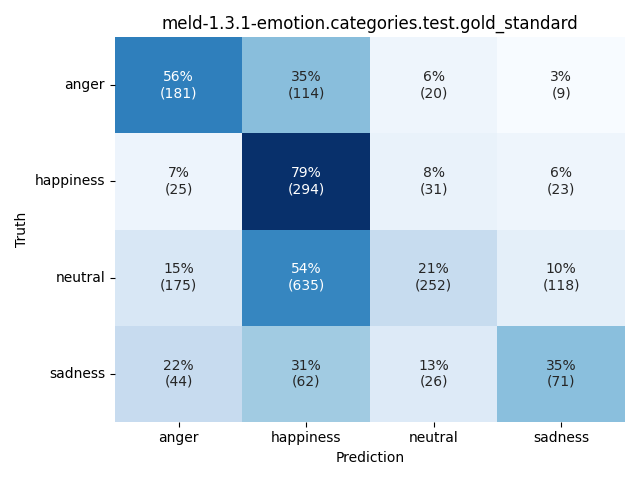 meld-1.3.1-emotion.categories.test.gold_standard
Truth
anger
56%
(181)
35%
(114)
6%
(20)
3%
(9)
happiness
7%
(25)
79%
(294)
8%
(31)
6%
(23)
neutral
15%
(175)
54%
(635)
21%
(252)
10%
(118)
sadness
22%
(44)
31%
(62)
13%
(26)
35%
(71)
anger
happiness
neutral
sadness
Prediction